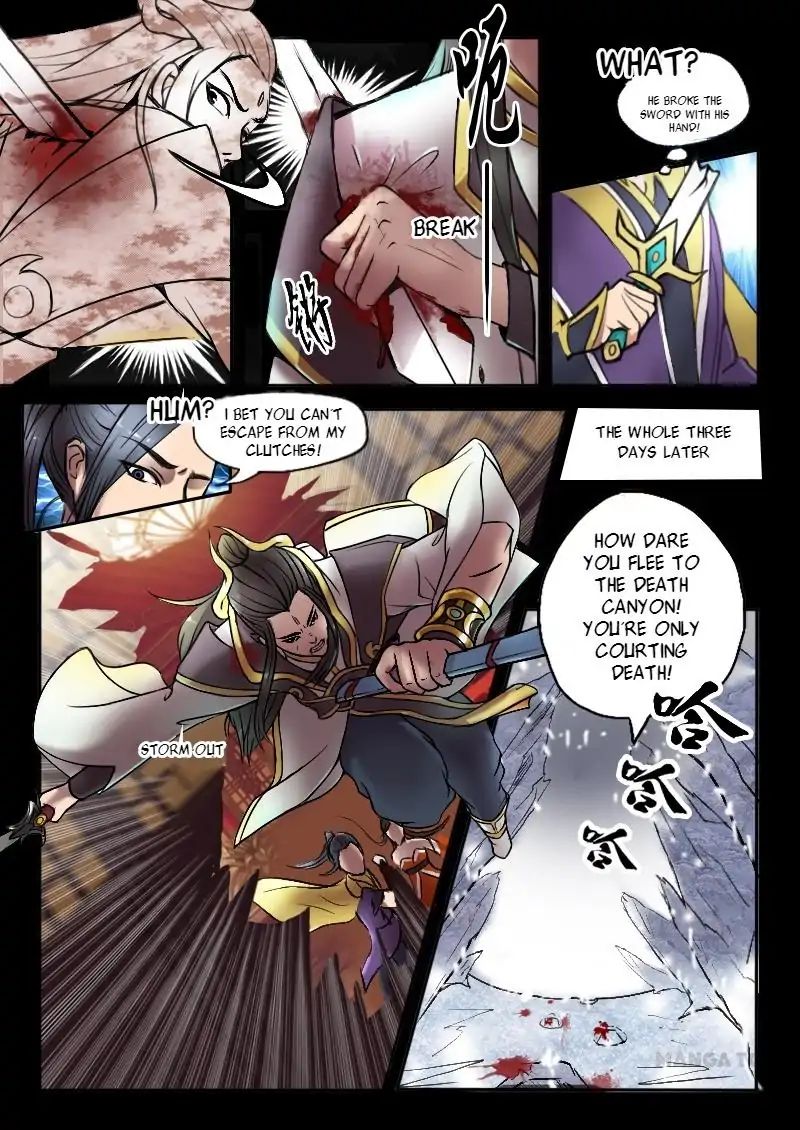 呃
WHAT?
HE BROKE THE
SWORD WITH HIS
HAND!
BREAK
HUM?
I BET YOU CAN'T
ESCAPE FROM MY
CLUTCHES!
THE WHOLE THREE
DAYS LATER
HOW DARE
YOU FLEE TO
THE DEATH
CANYON!
YOU'RE ONLY
COURTING
DEATH!
STORM OUT
哈
哈
哈
MANGA T